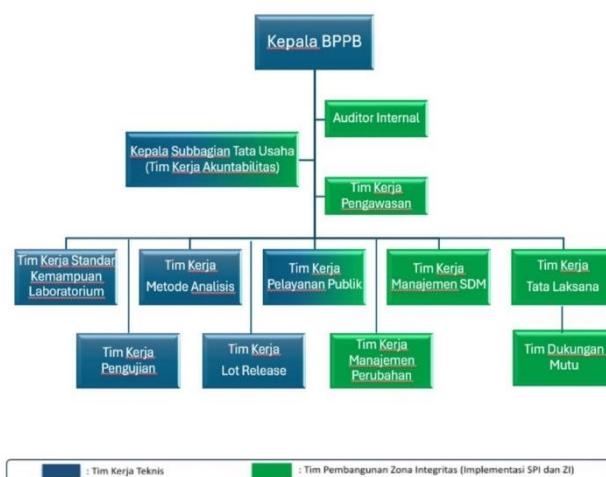 Kepala BPPB
Auditor Internal
Kepala Subbagian Tata Usaha
(Tim Kerja Akuntabilitas)
Tim Kerja
Pengawasan
Tim Kerja Standar
Kemampuan
Laboratorium
Tim Kerja
Metode Analisis
Tim Kerja
Pelayanan Publik
Tim Kerja
Manajemen SDM
Tim Kerja
Tata Laksana
Tim Kerja
Pengujian
Tim Kerja
Lot Release
Tim Kerja
Manajemen
Perubahan
Tim Dukungan
Mutu
: Tim Kerja Teknis
: Tim Pembangunan Zona Integritas (Implementasi SPI dan ZI)